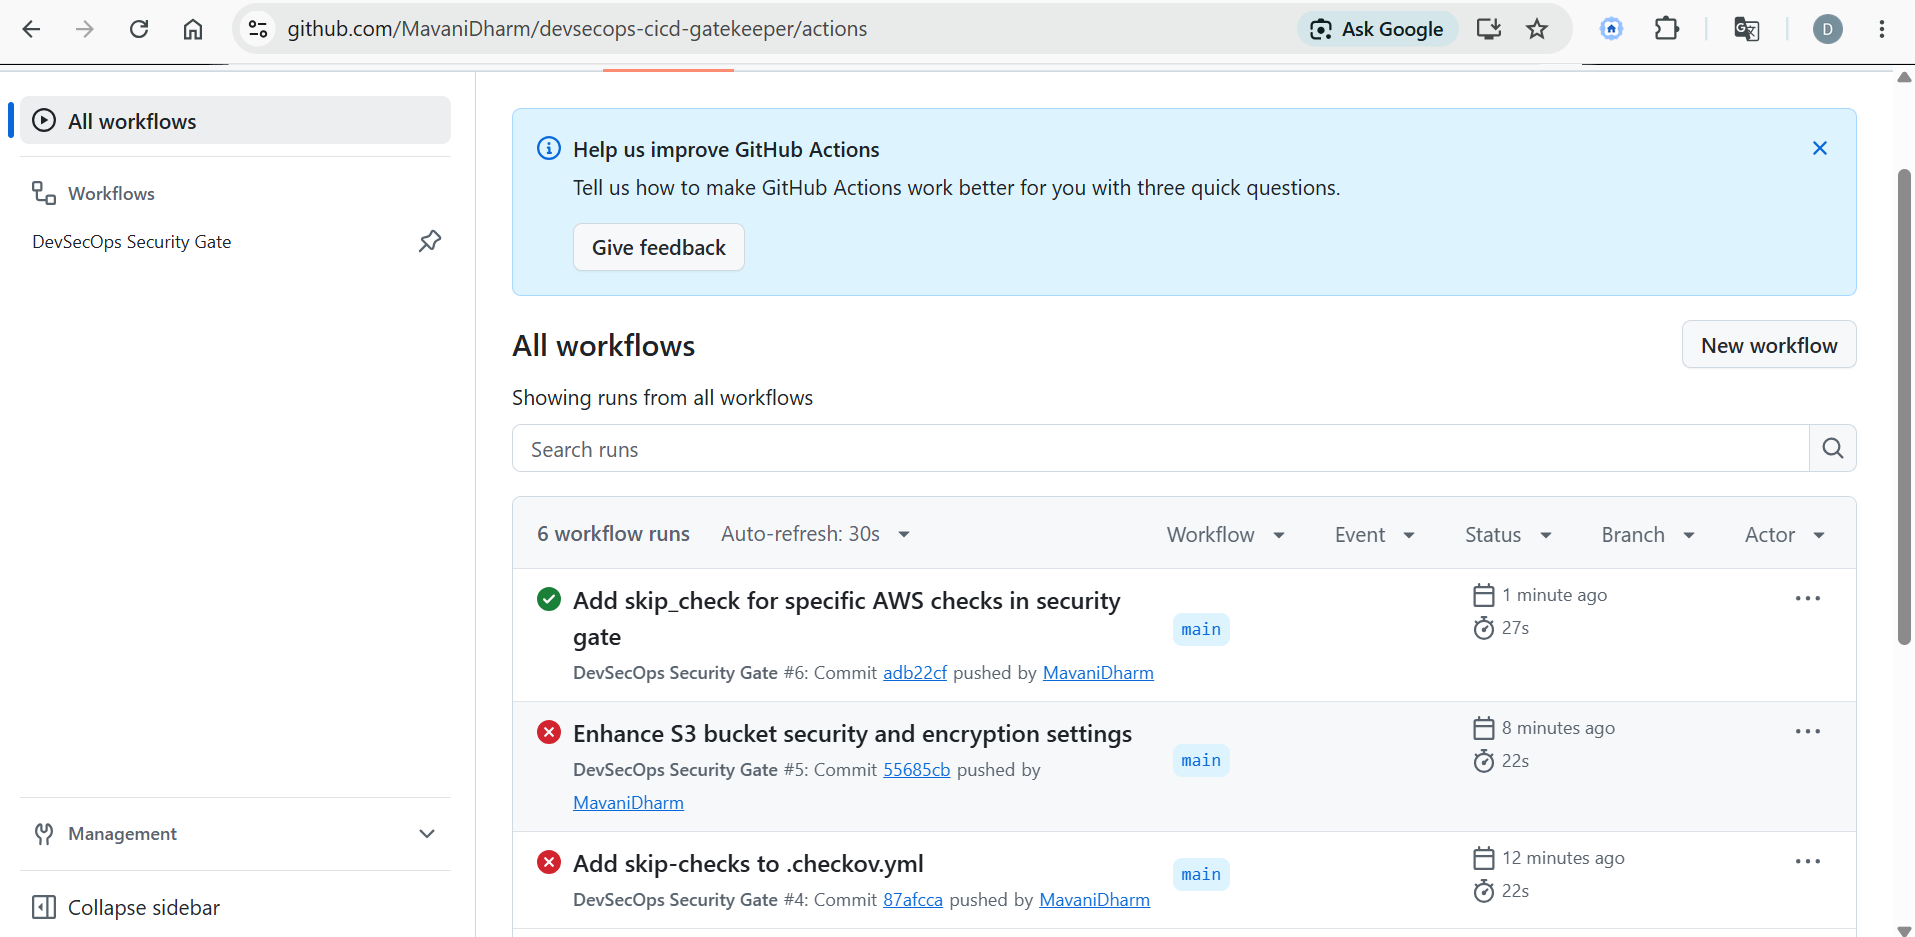 github.com/MavaniDharm/devsecops-cicd-gatekeeper/actions
Ask Google
D
All workflows
Workflows
DevSecOps Security Gate
Management
Collapse sidebar
Help us improve GitHub Actions
Tell us how to make GitHub Actions work better for you with three quick questions.
Give feedback
All workflows
New workflow
Showing runs from all workflows
Search runs
6 workflow runs Auto-refresh: 30s Workflow Event Status Branch Actor
Add skip_check for specific AWS checks in security
gate
DevSecOps Security Gate #6: Commit adb22cf pushed by MavaniDharm
main
1 minute ago
27s
Enhance S3 bucket security and encryption settings
DevSecOps Security Gate #5: Commit 55685cb pushed by
MavaniDharm
main
8 minutes ago
22s
Add skip-checks to .checkov.yml
DevSecOps Security Gate #4: Commit 87afcca pushed by MavaniDharm
main
12 minutes ago
22s